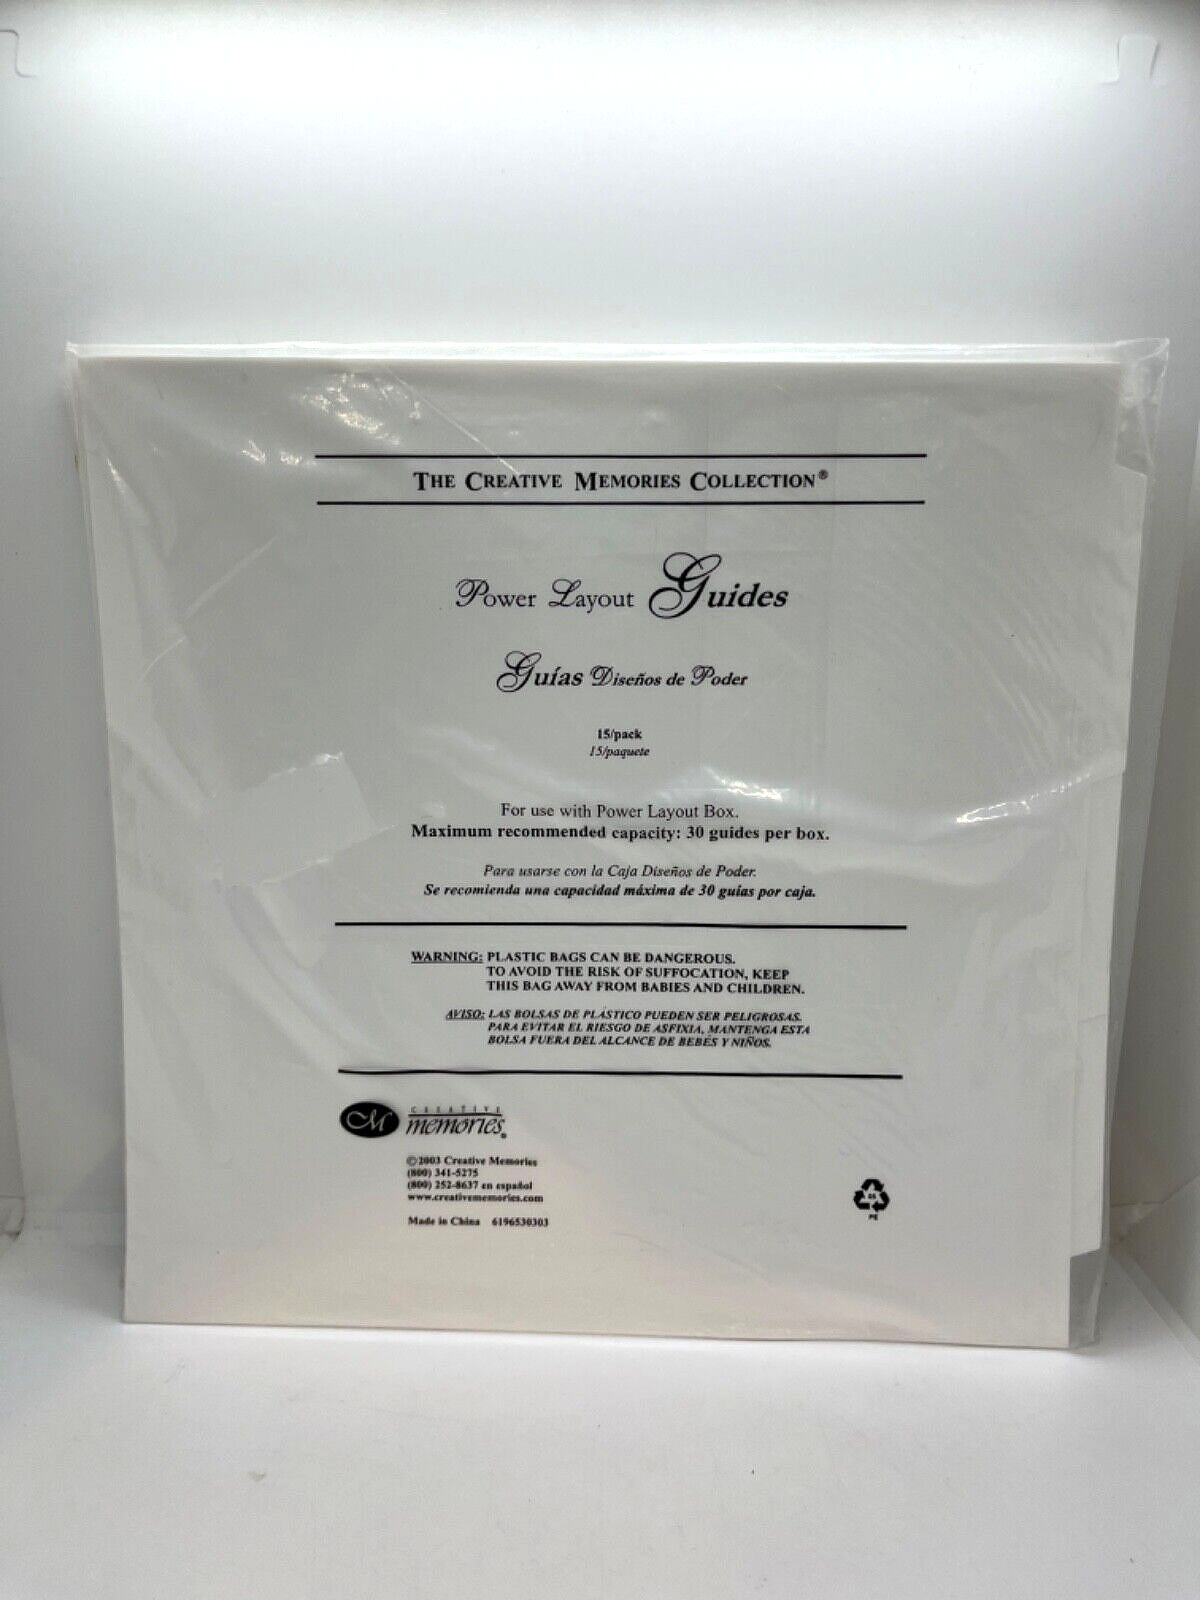 THE CREATIVE MEMORIES COLLECTION®
Power Layout Guides
Guías Diseños de Poder
15/pack
15/paquete
For use with Power Layout Box.
Maximum recommended capacity: 30 guides per box.
Para usarse con la Caja Diseños de Poder.
Se recomienda una capacidad máxima de 30 guías por caja.
WARNING: PLASTIC BAGS CAN BE DANGEROUS.
TO AVOID THE RISK OF SUFFOCATION, KEEP
THIS BAG AWAY FROM BABIES AND CHILDREN.
AVISO: LAS BOLSAS DE PLÁSTICO PUEDEN SER PELIGROSAS.
PARA EVITAR EL RIESGO DE ASFIXIA, MANTENGA ESTA
BOLSA FUERA DEL ALCANCE DE BEBÉS Y NIÑOS.
CM CREATIVE
memories®
©2003 Creative Memories
(800) 341-5275
(800) 252-8637 en español
www.creativememories.com
Made in China 6196530303
PE